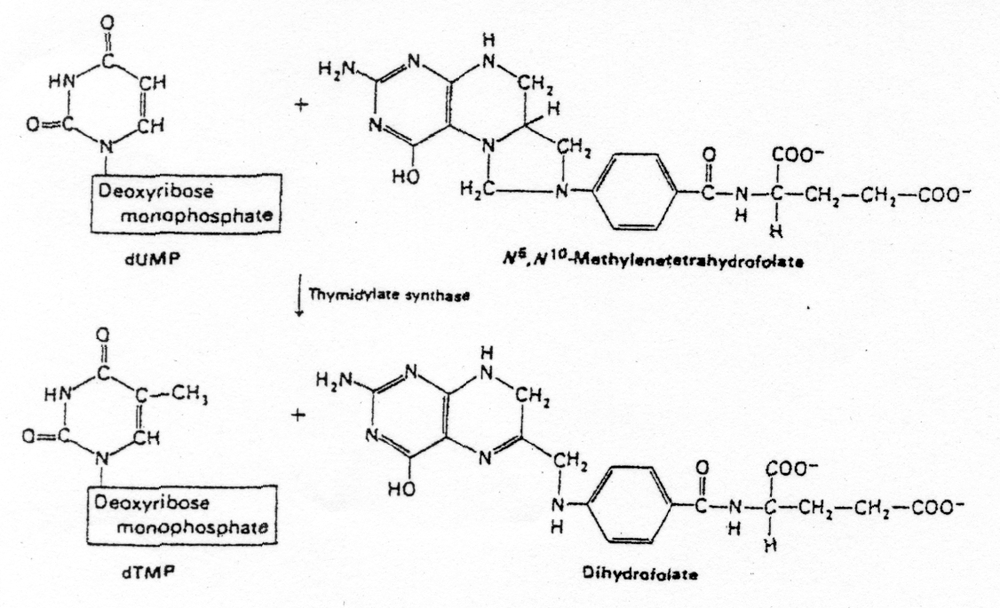 O
C
HN
CH
O=C
CH
N
Deoxyribose
monophosphate
dUMP
+
H
H₂N
N
N
CH₂
H
N
N
CH₂
HO
H₂C
N
O
COO⁻
C—N—C—CH₂—CH₂—COO⁻
H
H
N⁵,N¹⁰-Methylenetetrahydrofolate
Thymidylate synthase
O
C
HN
C—CH₃
O=C
CH
N
Deoxyribose
monophosphate
dTMP
+
H
H₂N
N
N
CH₂
N
N
CH₂
HO
N
H
O
COO⁻
C—N—C—CH₂—CH₂—COO⁻
H
H
Dihydrofolate